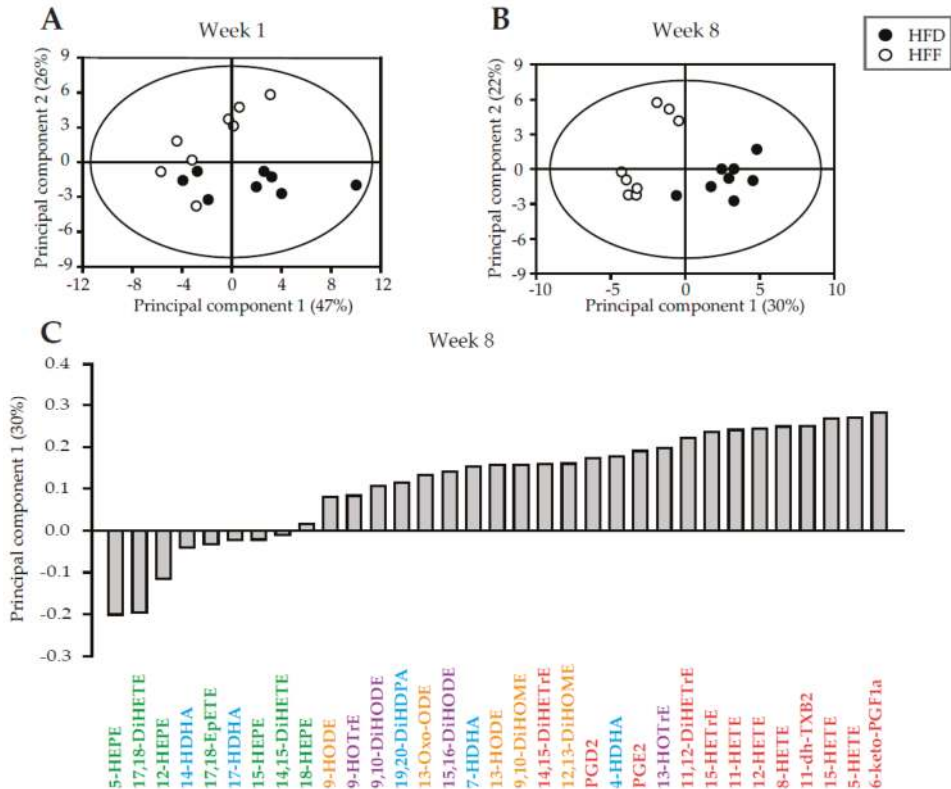 A
Week 1
Principal component 2 (26%)
9
6
3
0
-3
-6
-9
-12
-8
-4
0
4
8
12
Principal component 1 (47%)
B
Week 8
Principal component 2 (22%)
9
6
3
0
-3
-6
-9
-10
-5
0
5
10
Principal component 1 (30%)
HFD
HFF
C
Week 8
Principal component 1 (30%)
0.4
0.3
0.2
0.1
0.0
-0.1
-0.2
-0.3
5-HEPE
17,18-DiHETE
12-HEPE
14-HDHA
17,18-EpETE
17-HDHA
15-HEPE
14,15-DiHETE
18-HEPE
9-HODE
9-HOTrE
9,10-DiHODE
19,20-DiHDPA
13-Oxo-ODE
15,16-DiHODE
7-HDHA
13-HODE
9,10-DiHOME
14,15-DiHETrE
12,13-DiHOME
PGD2
4-HDHA
PGE2
13-HOTrE
11,12-DiHETrE
15-HETrE
11-HETE
12-HETE
8-HETE
11-dh-TXB2
15-HETE
5-HETE
6-keto-PGF1a